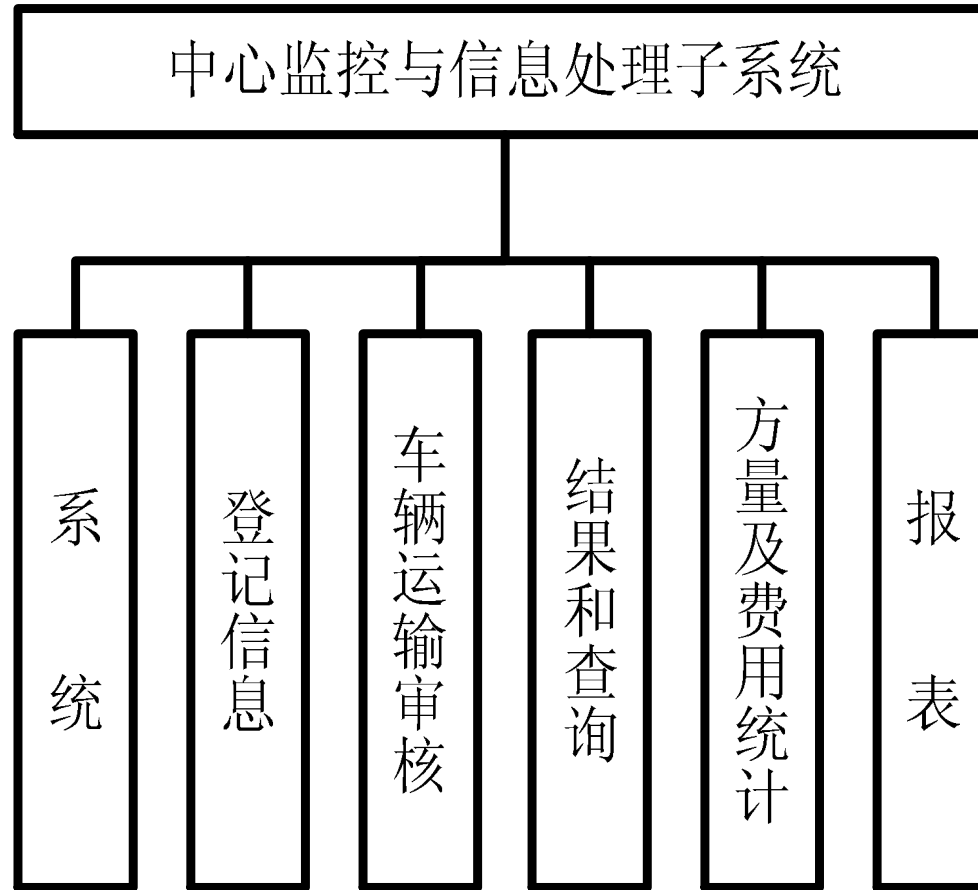 中心监控与信息处理子系统
系统
登记信息
车辆运输审核
结果和查询
方量及费用统计
报表